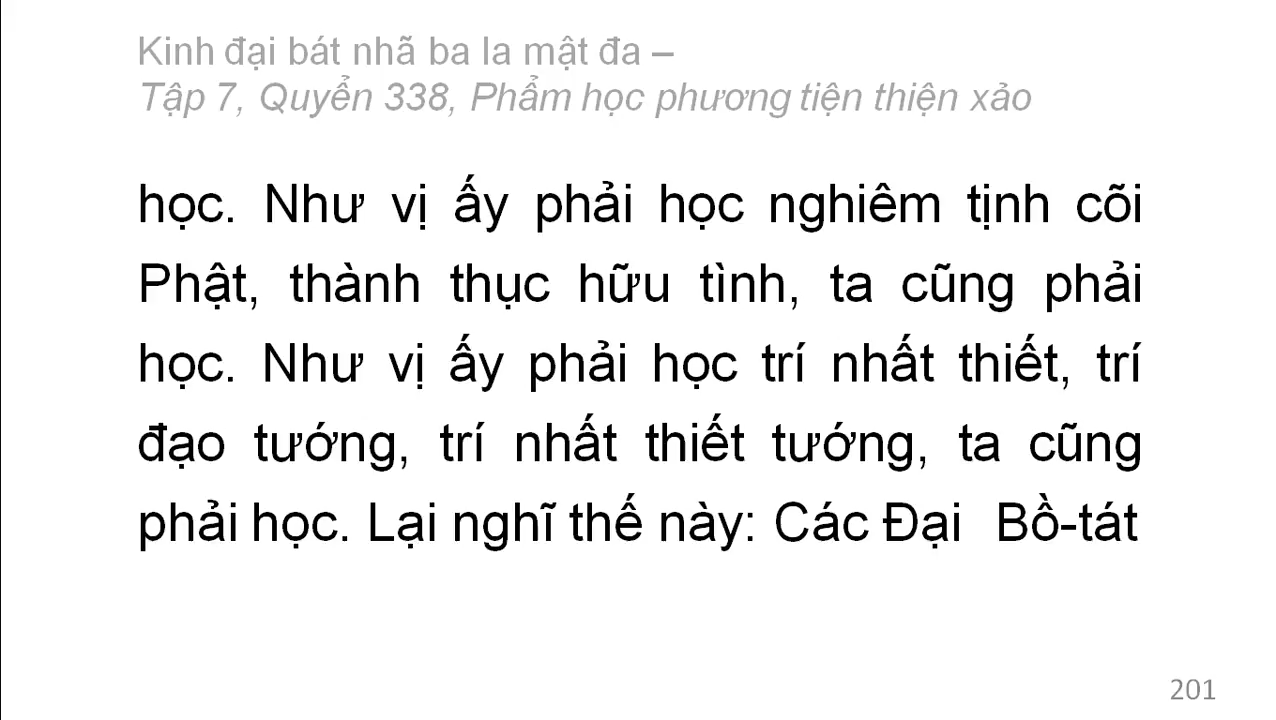 Kinh đại bát nhã ba la mật đa –
Tập 7, Quyển 338, Phẩm học phương tiện thiện xảo
học. Như vị ấy phải học nghiêm tịnh cõi
Phật, thành thục hữu tình, ta cũng phải
học. Như vị ấy phải học trí nhất thiết, trí
đạo tướng, trí nhất thiết tướng, ta cũng
phải học. Lại nghĩ thế này: Các Đại Bồ-tát
201